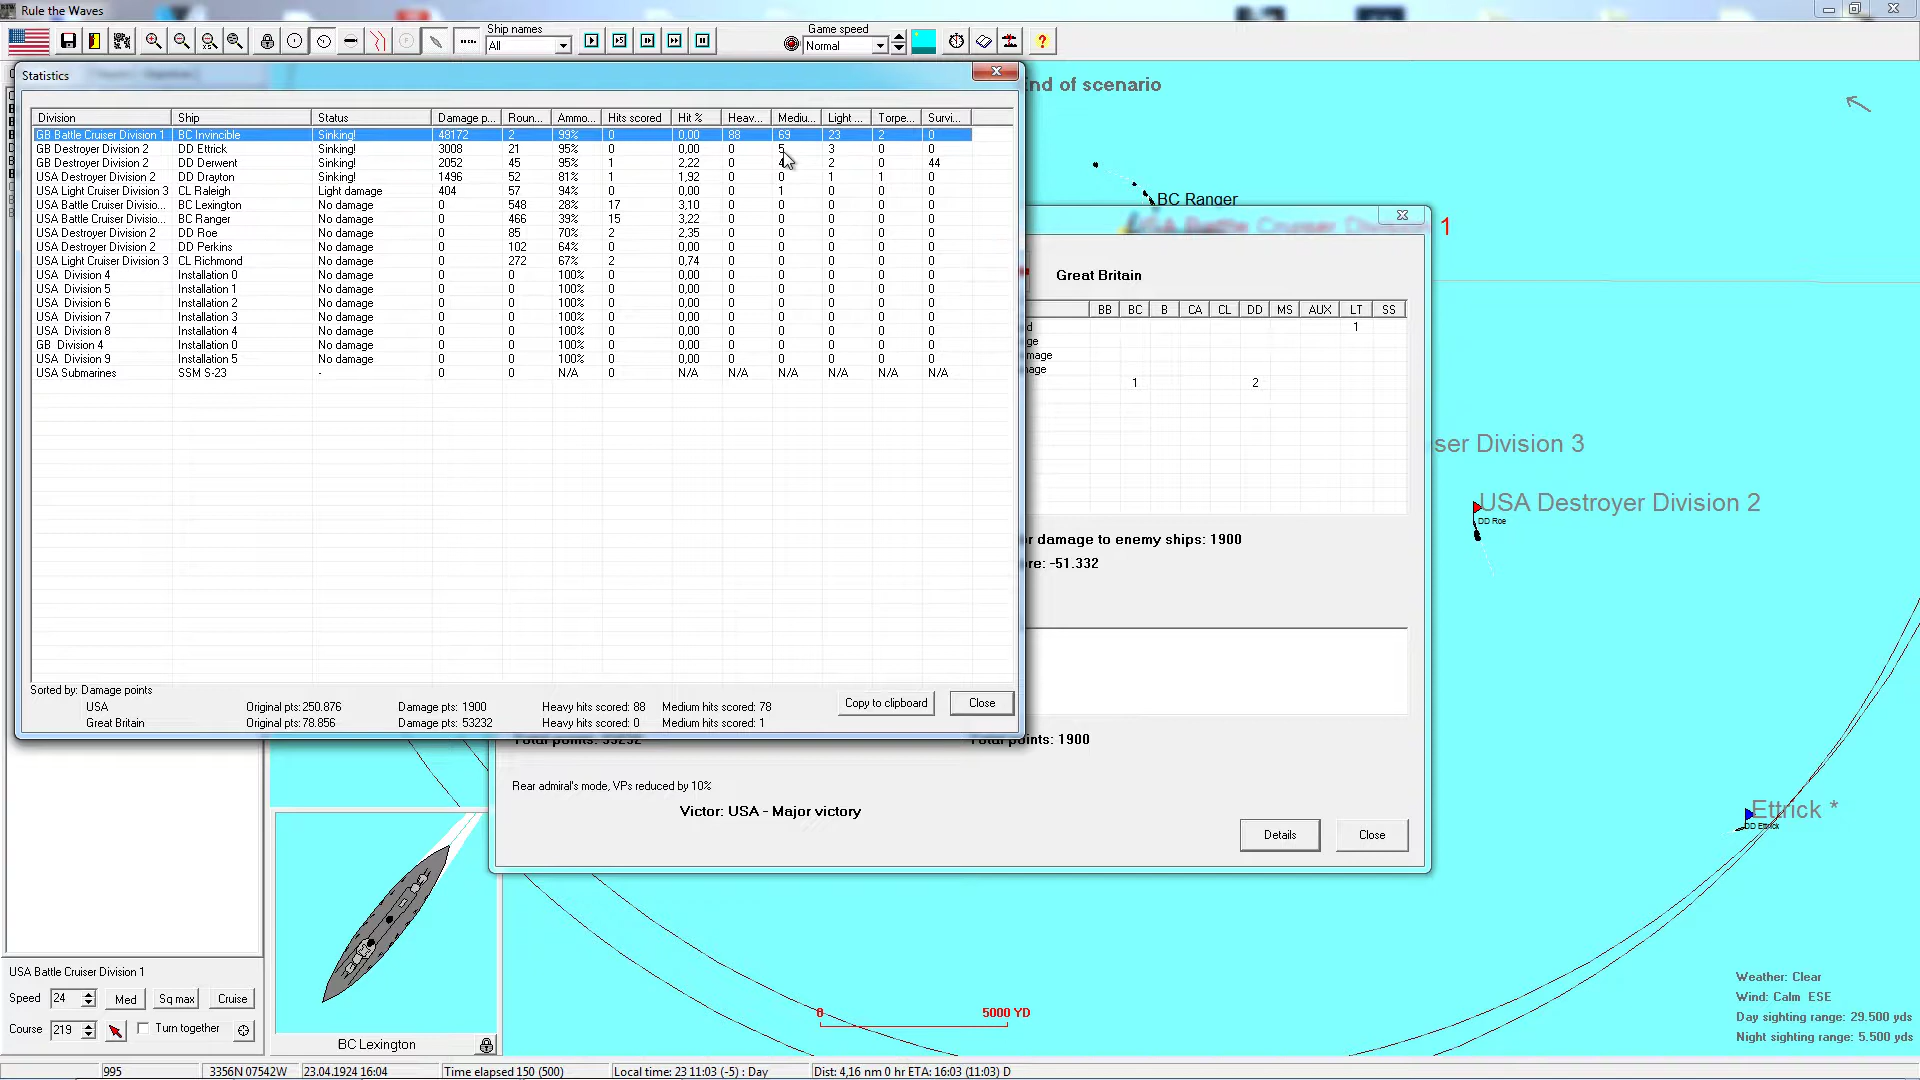 Rule the Waves
Ship names
All
Game speed
Normal
Statistics
Division Ship Status Damage p... Roun... Ammo... Hits scored Hit % Heav... Mediu... Light ... Torpe... Survi...
GB Battle Cruiser Division 1 BC Invincible Sinking! 48172 2 99% 0 0,00 88 69 23 2 0
GB Destroyer Division 2 DD Ettrick Sinking! 3008 21 95% 0 0,00 0 5 3 0 0
GB Destroyer Division 2 DD Derwent Sinking! 2052 45 95% 1 2,22 0 4 2 0 44
USA Destroyer Division 2 DD Drayton Sinking! 1496 52 81% 1 1,92 0 0 1 1 0
USA Light Cruiser Division 3 CL Raleigh Light damage 404 57 94% 0 0,00 0 1 0 0 0
USA Battle Cruiser Divisio... BC Lexington No damage 0 548 28% 17 3,10 0 0 0 0 0
USA Battle Cruiser Divisio... BC Ranger No damage 0 466 39% 15 3,22 0 0 0 0 0
USA Destroyer Division 2 DD Roe No damage 0 85 70% 2 2,35 0 0 0 0 0
USA Destroyer Division 2 DD Perkins No damage 0 102 64% 0 0,00 0 0 0 0 0
USA Light Cruiser Division 3 CL Richmond No damage 0 272 67% 2 0,74 0 0 0 0 0
USA Division 4 Installation 0 No damage 0 0 100% 0 0,00 0 0 0 0 0
USA Division 5 Installation 1 No damage 0 0 100% 0 0,00 0 0 0 0 0
USA Division 6 Installation 2 No damage 0 0 100% 0 0,00 0 0 0 0 0
USA Division 7 Installation 3 No damage 0 0 100% 0 0,00 0 0 0 0 0
USA Division 8 Installation 4 No damage 0 0 100% 0 0,00 0 0 0 0 0
GB Division 4 Installation 0 No damage 0 0 100% 0 0,00 0 0 0 0 0
USA Division 9 Installation 5 No damage 0 0 100% 0 0,00 0 0 0 0 0
USA Submarines SSM S-23 - 0 0 N/A 0 N/A N/A N/A N/A N/A N/A
Sorted by: Damage points
USA Original pts:250.876 Damage pts: 1900 Heavy hits scored: 88 Medium hits scored: 78
Great Britain Original pts:78.856 Damage pts: 53232 Heavy hits scored: 0 Medium hits scored: 1
Copy to clipboard
Close
nd of scenario
BC Ranger
USA Battle Cruiser Division 1
Great Britain
BB BC B CA CL DD MS AUX LT SS
d 1
ge
mage
mage
1 2
r damage to enemy ships: 1900
re: -51.332
Total points: 53232
Total points: 1900
Rear admiral's mode, VPs reduced by 10%
Victor: USA - Major victory
Details
Close
ser Division 3
USA Destroyer Division 2
DD Roe
Ettrick *
DD Ettrick
USA Battle Cruiser Division 1
Speed 24 Med Sq max Cruise
Course 219 Turn together
BC Lexington
0 5000 YD
Weather: Clear
Wind: Calm ESE
Day sighting range: 29.500 yds
Night sighting range: 5.500 yds
995 3356N 07542W 23.04.1924 16:04 Time elapsed 150 (500) Local time: 23 11:03 (-5) : Day Dist: 4,16 nm 0 hr ETA: 16:03 (11:03) D